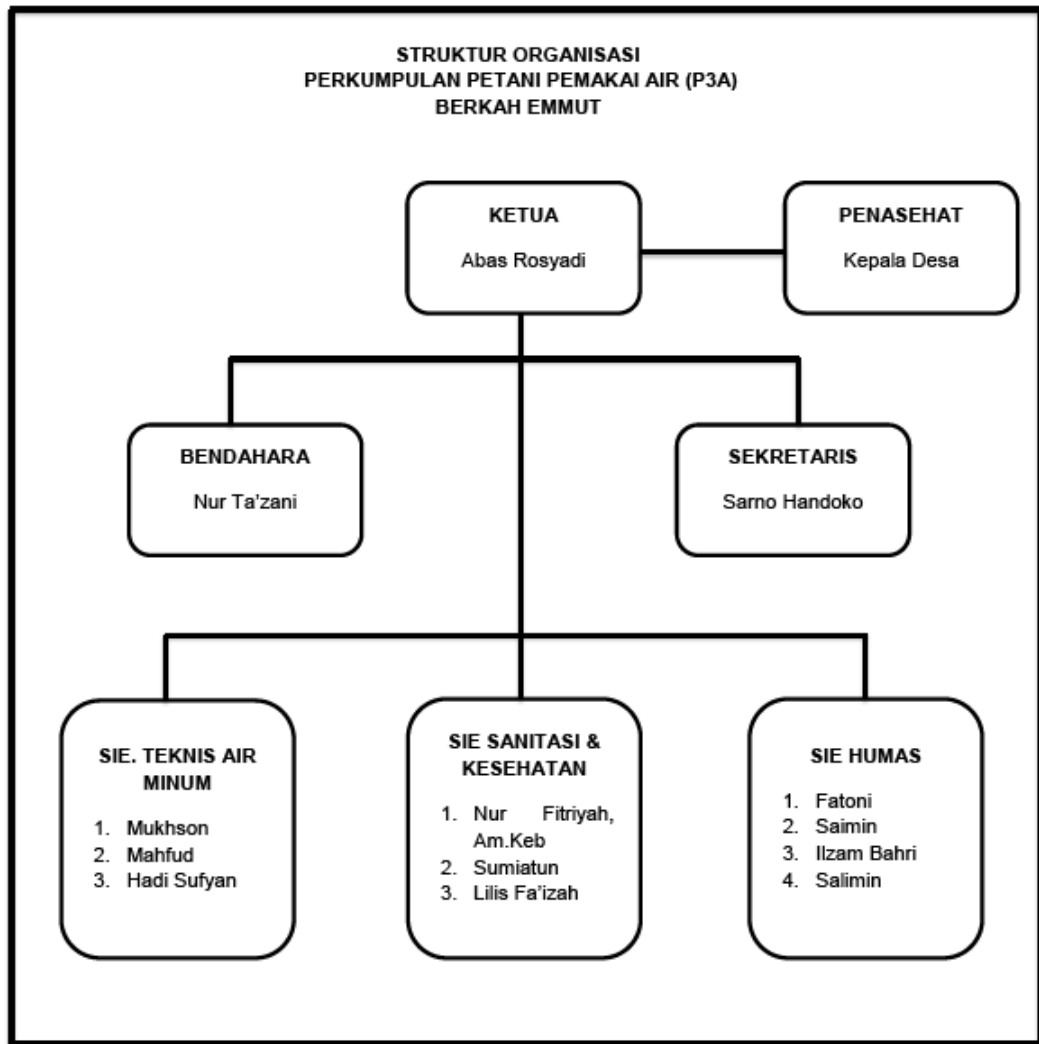 STRUKTUR ORGANISASI
PERKUMPULAN PETANI PEMAKAI AIR (P3A)
BERKAH EMMUT
KETUA
Abas Rosyadi
PENASEHAT
Kepala Desa
BENDAHARA
Nur Ta'zani
SEKRETARIS
Sarno Handoko
SIE. TEKNIS AIR
MINUM
1. Mukhson
2. Mahfud
3. Hadi Sufyan
SIE SANITASI &
KESEHATAN
1. Nur Fitriyah,
Am.Keb
2. Sumiatun
3. Lilis Fa'izah
SIE HUMAS
1. Fatoni
2. Saimin
3. Ilzam Bahri
4. Salimin